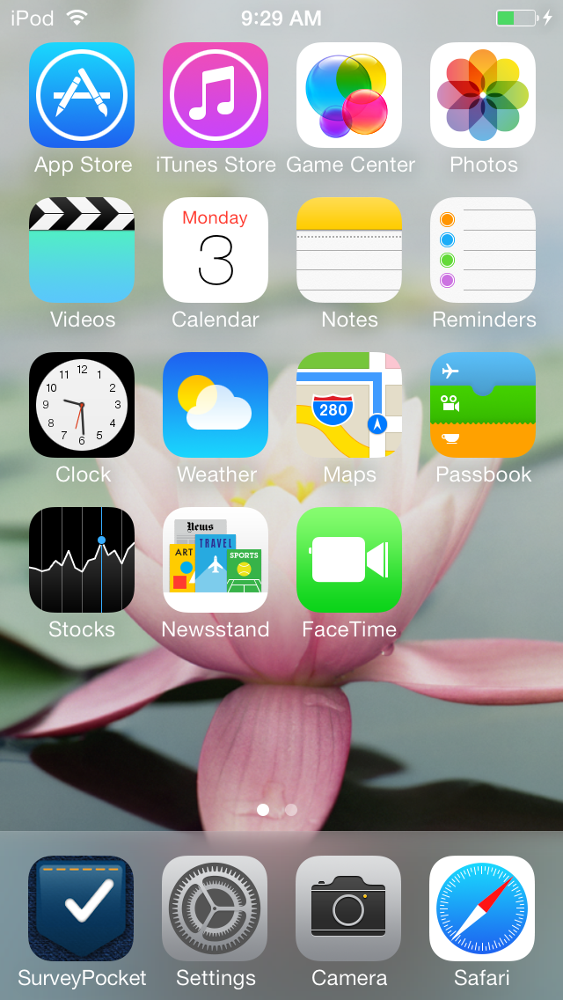 iPod 9:29 AM
App Store iTunes Store Game Center Photos
Monday
3
Videos Calendar Notes Reminders
12
11 1
10 2
9 3
8 4
7 5
6
280
Clock Weather Maps Passbook
News
ART TRAVEL SPORTS
Stocks Newsstand FaceTime
SurveyPocket Settings Camera Safari